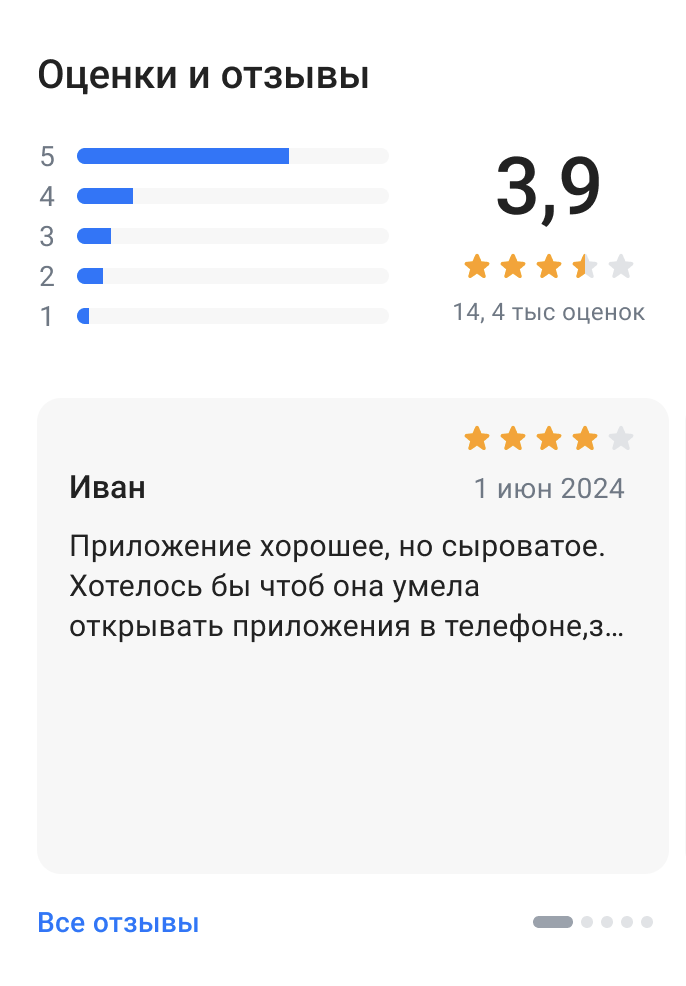 Оценки и отзывы
5
4
3
2
1
3,9
14, 4 тыс оценок
Иван
1 июн 2024
Приложение хорошее, но сыроватое.
Хотелось бы чтоб она умела
открывать приложения в телефоне,з...
Все отзывы